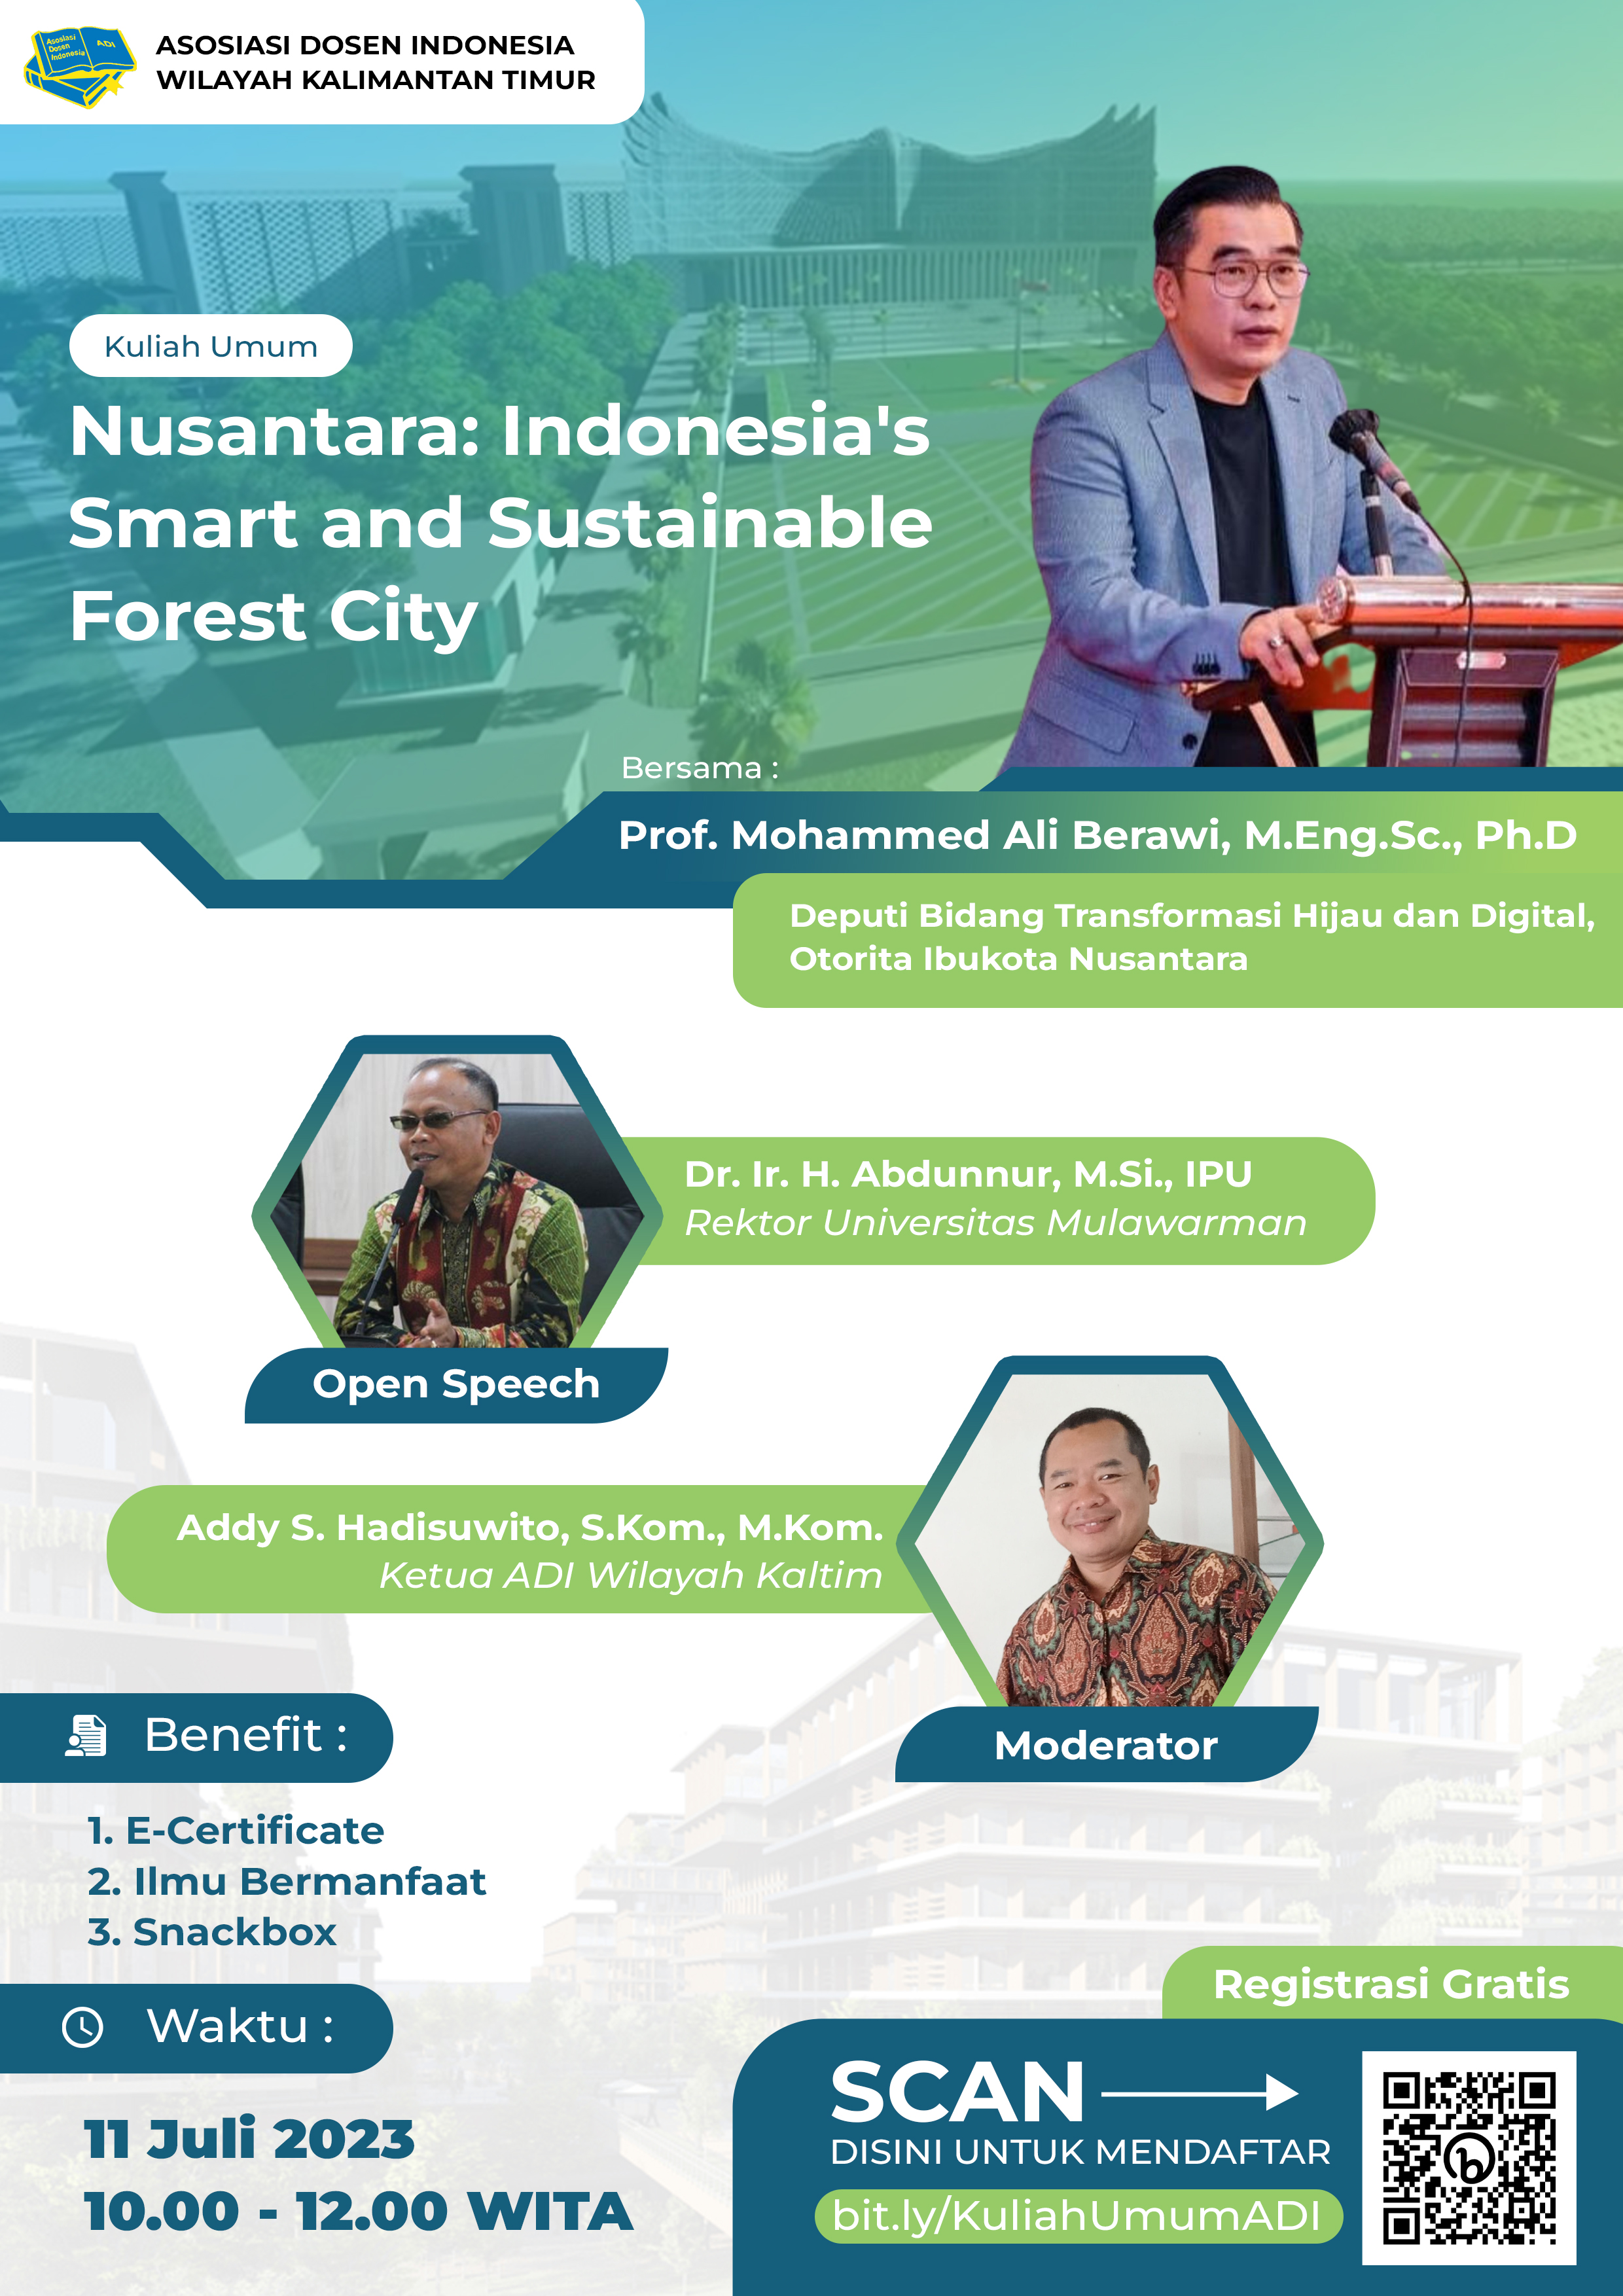 Asosiasi
Dosen
Indonesia
ADI
ASOSIASI DOSEN INDONESIA
WILAYAH KALIMANTAN TIMUR
Kuliah Umum
Nusantara: Indonesia's
Smart and Sustainable
Forest City
Bersama :
Prof. Mohammed Ali Berawi, M.Eng.Sc., Ph.D
Deputi Bidang Transformasi Hijau dan Digital,
Otorita Ibukota Nusantara
Dr. Ir. H. Abdunnur, M.Si., IPU
Rektor Universitas Mulawarman
Open Speech
Addy S. Hadisuwito, S.Kom., M.Kom.
Ketua ADI Wilayah Kaltim
Moderator
Benefit :
1. E-Certificate
2. Ilmu Bermanfaat
3. Snackbox
Waktu :
11 Juli 2023
10.00 - 12.00 WITA
Registrasi Gratis
SCAN
DISINI UNTUK MENDAFTAR
bit.ly/KuliahUmumADI